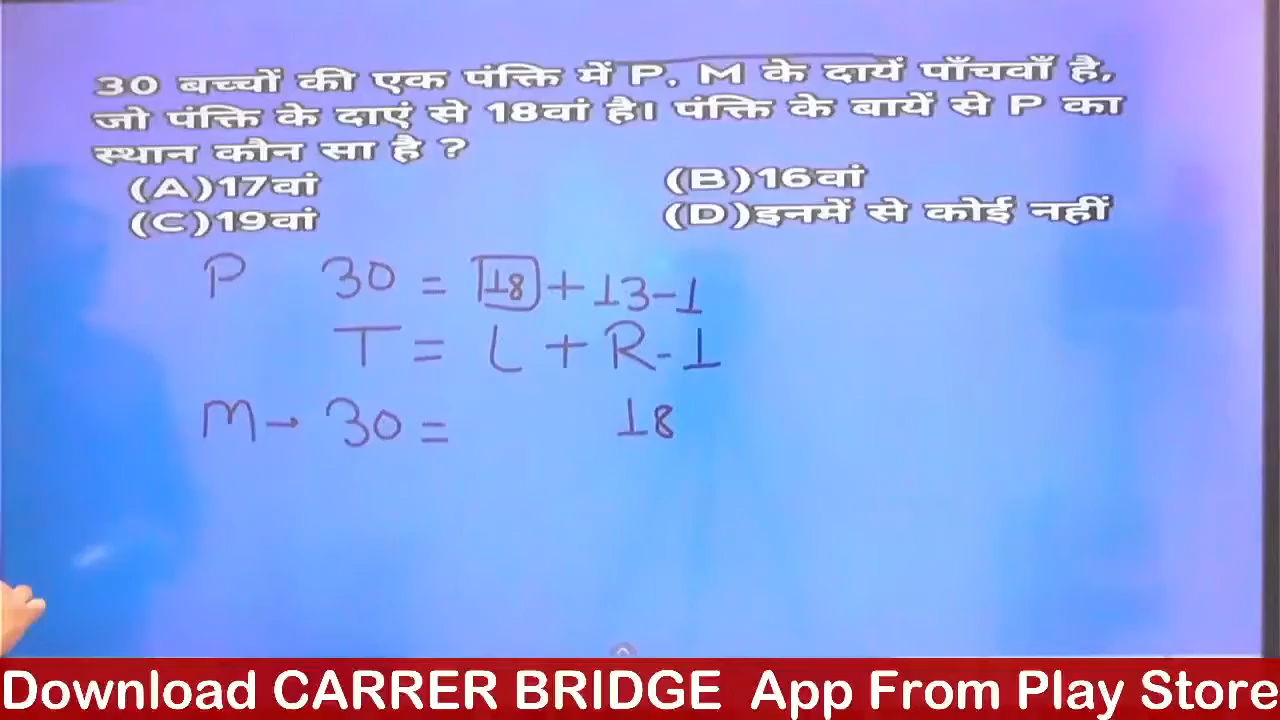 30 बच्चों की एक पंक्ति में P, M के दायें पाँचवाँ है,
जो पंक्ति के दाएं से 18वां है। पंक्ति के बायें से P का
स्थान कौन सा है ?
(A)17वां (B)16वां
(C)19वां (D)इनमें से कोई नहीं
P 30 = 18 + 13-1
T = L + R-1
M→ 30 = 18
Download CARRER BRIDGE App From Play Store